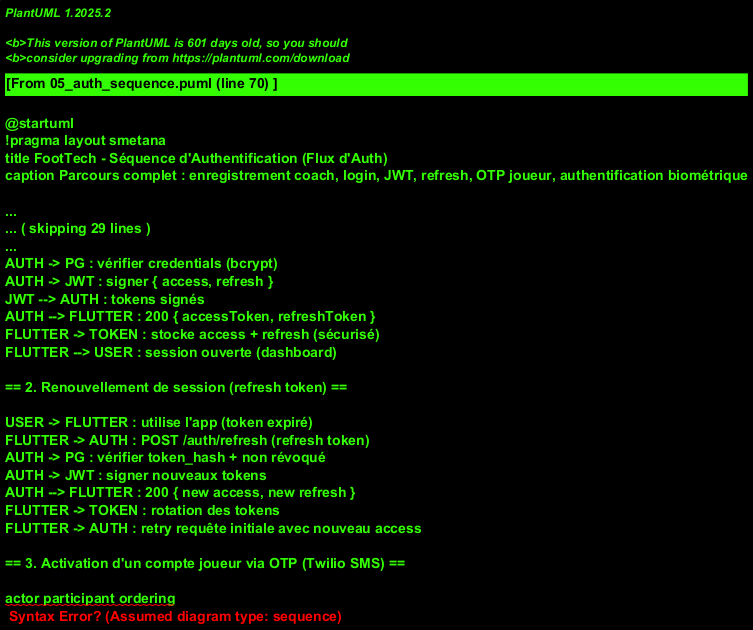 PlantUML 1.2025.2
<b>This version of PlantUML is 601 days old, so you should
<b>consider upgrading from https://plantuml.com/download
[From 05_auth_sequence.puml (line 70) ]
@startuml
!pragma layout smetana
title FootTech - Séquence d'Authentification (Flux d'Auth)
caption Parcours complet : enregistrement coach, login, JWT, refresh, OTP joueur, authentification biométrique
...
... ( skipping 29 lines )
...
AUTH -> PG : vérifier credentials (bcrypt)
AUTH -> JWT : signer { access, refresh }
JWT --> AUTH : tokens signés
AUTH --> FLUTTER : 200 { accessToken, refreshToken }
FLUTTER -> TOKEN : stocke access + refresh (sécurisé)
FLUTTER --> USER : session ouverte (dashboard)
== 2. Renouvellement de session (refresh token) ==
USER -> FLUTTER : utilise l'app (token expiré)
FLUTTER -> AUTH : POST /auth/refresh (refresh token)
AUTH -> PG : vérifier token_hash + non révoqué
AUTH -> JWT : signer nouveaux tokens
AUTH --> FLUTTER : 200 { new access, new refresh }
FLUTTER -> TOKEN : rotation des tokens
FLUTTER -> AUTH : retry requête initiale avec nouveau access
== 3. Activation d'un compte joueur via OTP (Twilio SMS) ==
actor participant ordering
Syntax Error? (Assumed diagram type: sequence)